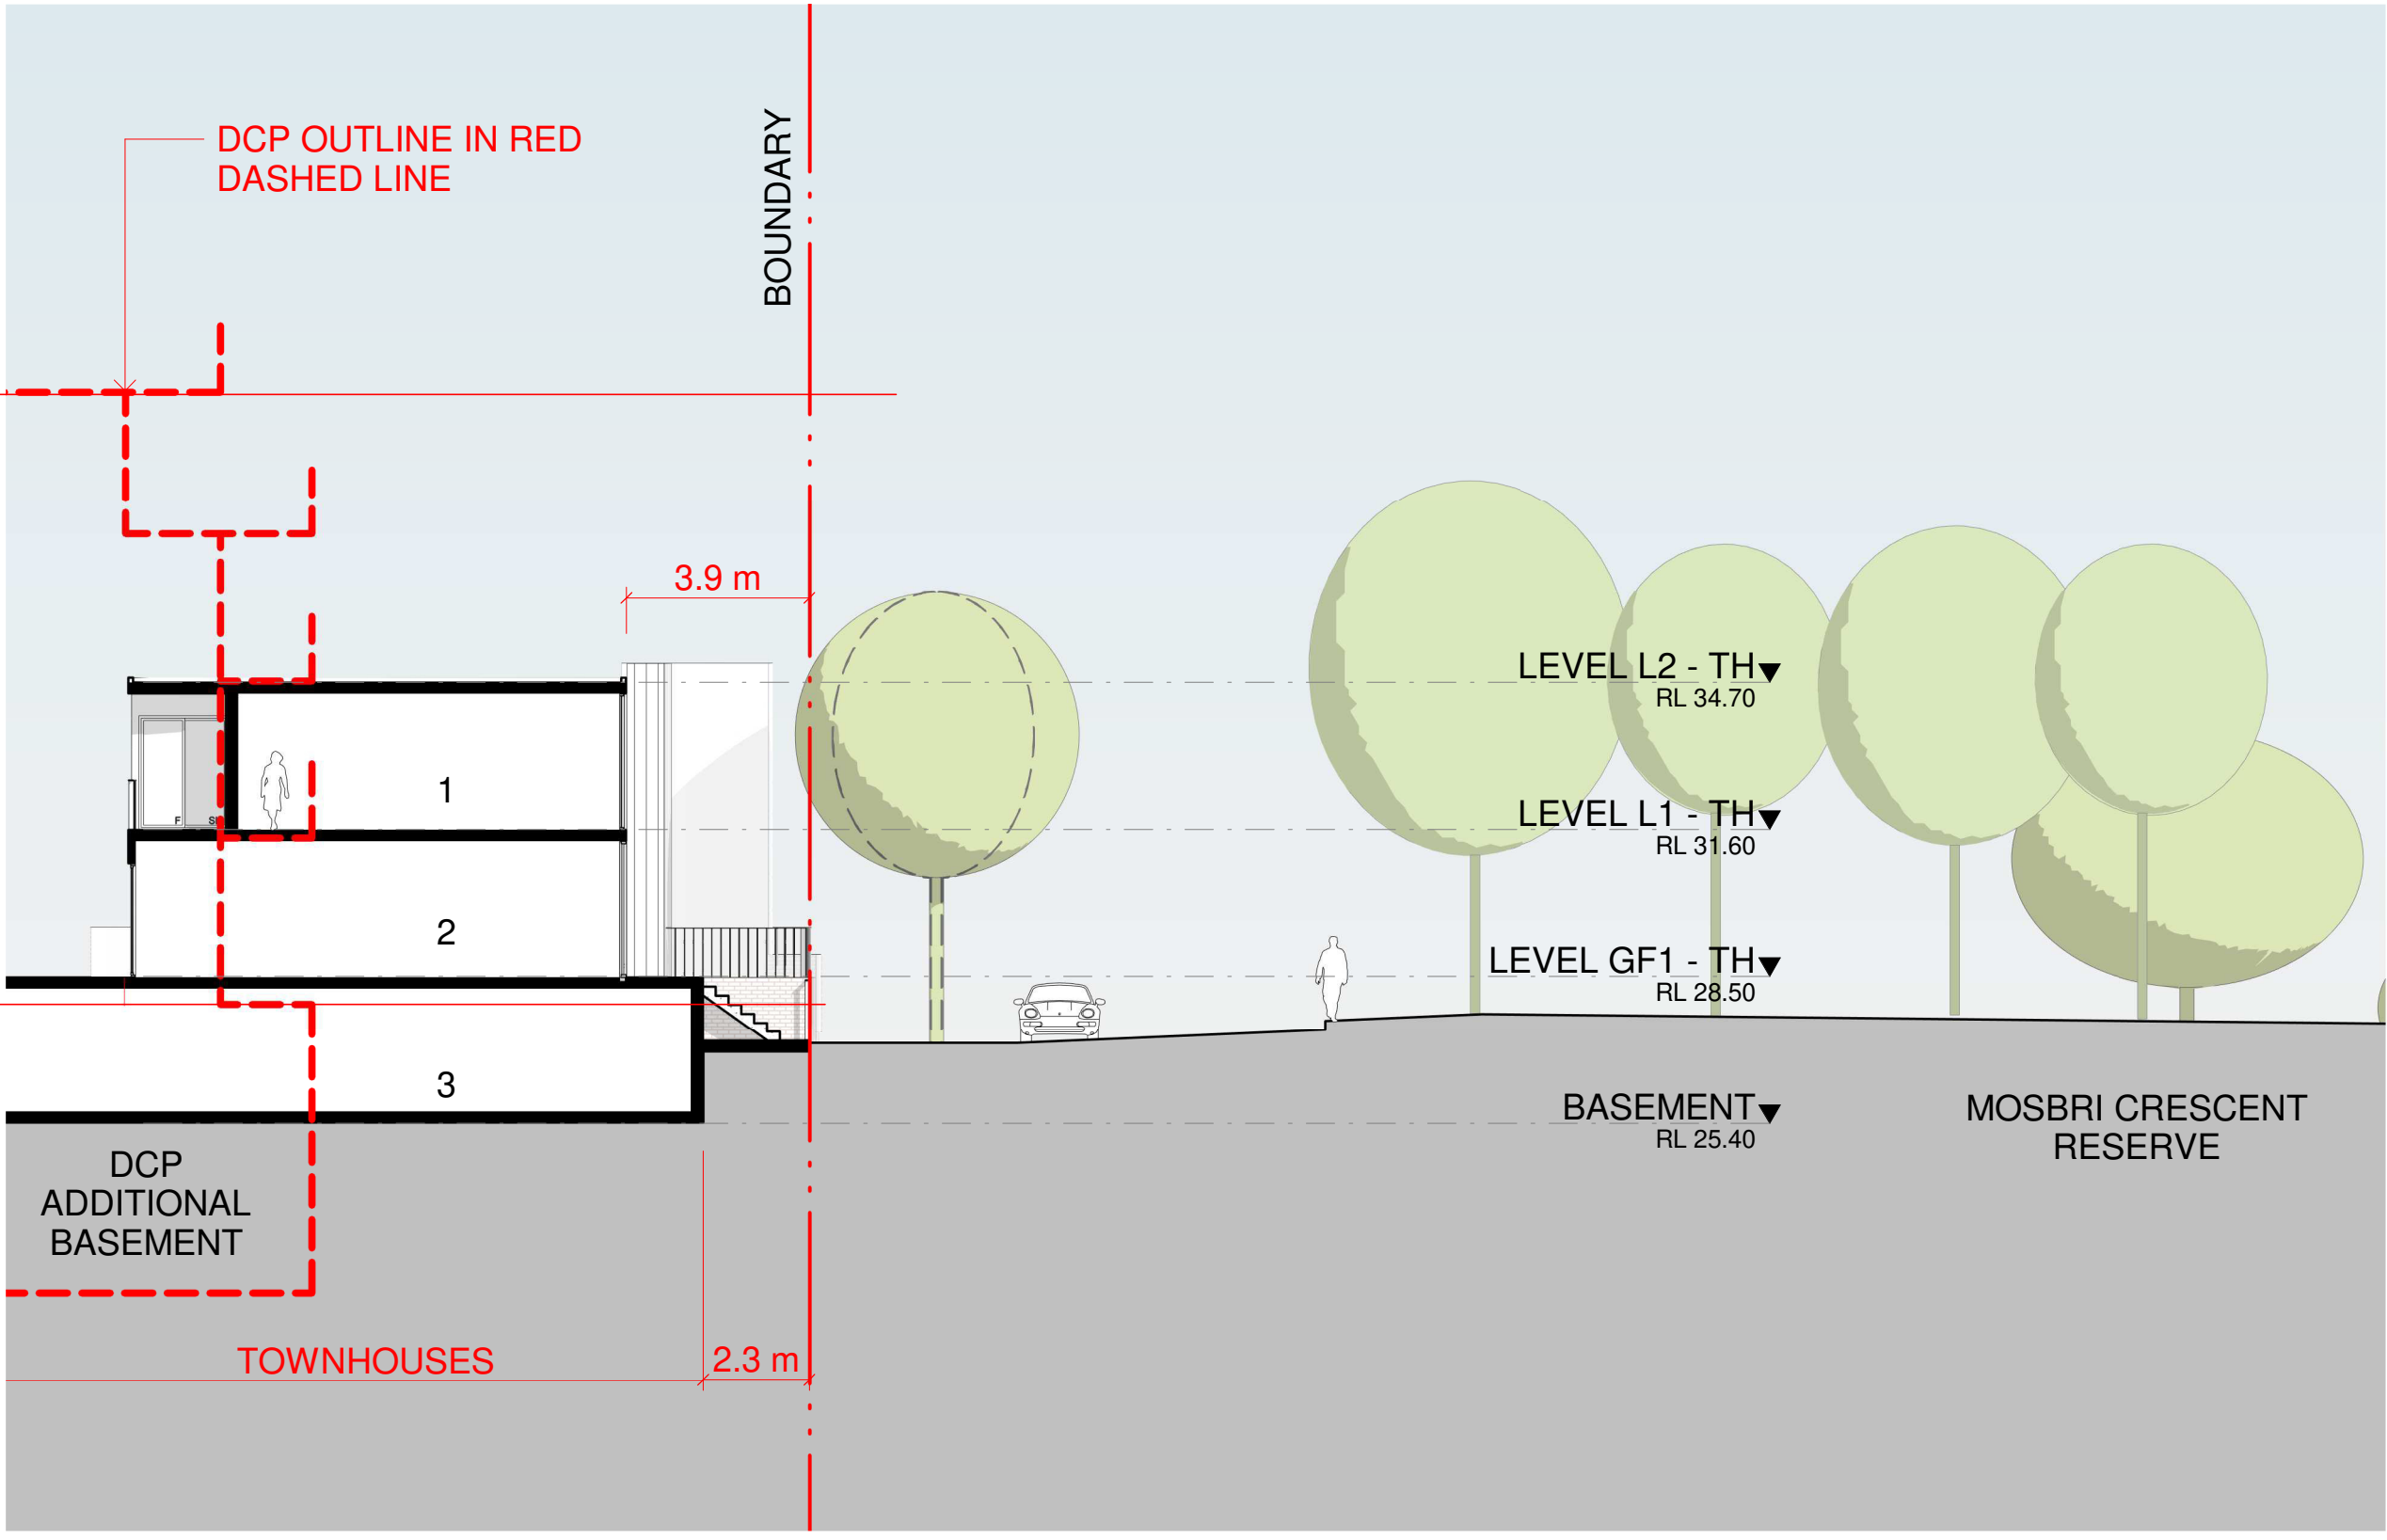 DCP OUTLINE IN RED
DASHED LINE
BOUNDARY
3.9 m
LEVEL L2 - TH
RL 34.70
1
F
LEVEL L1 - TH
RL 31.60
2
LEVEL GF1 - TH
RL 28.50
3
BASEMENT
RL 25.40
MOSBRI CRESCENT
RESERVE
DCP
ADDITIONAL
BASEMENT
TOWNHOUSES
2.3 m